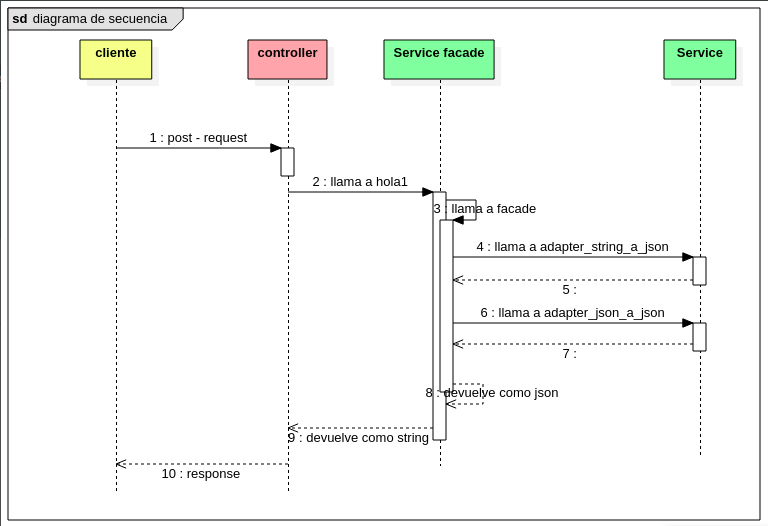 sd diagrama de secuencia
cliente
controller
Service facade
Service
1 : post - request
2 : llama a hola1
3 : llama a facade
4 : llama a adapter_string_a_json
5 :
6 : llama a adapter_json_a_json
7 :
8 : devuelve como json
9 : devuelve como string
10 : response